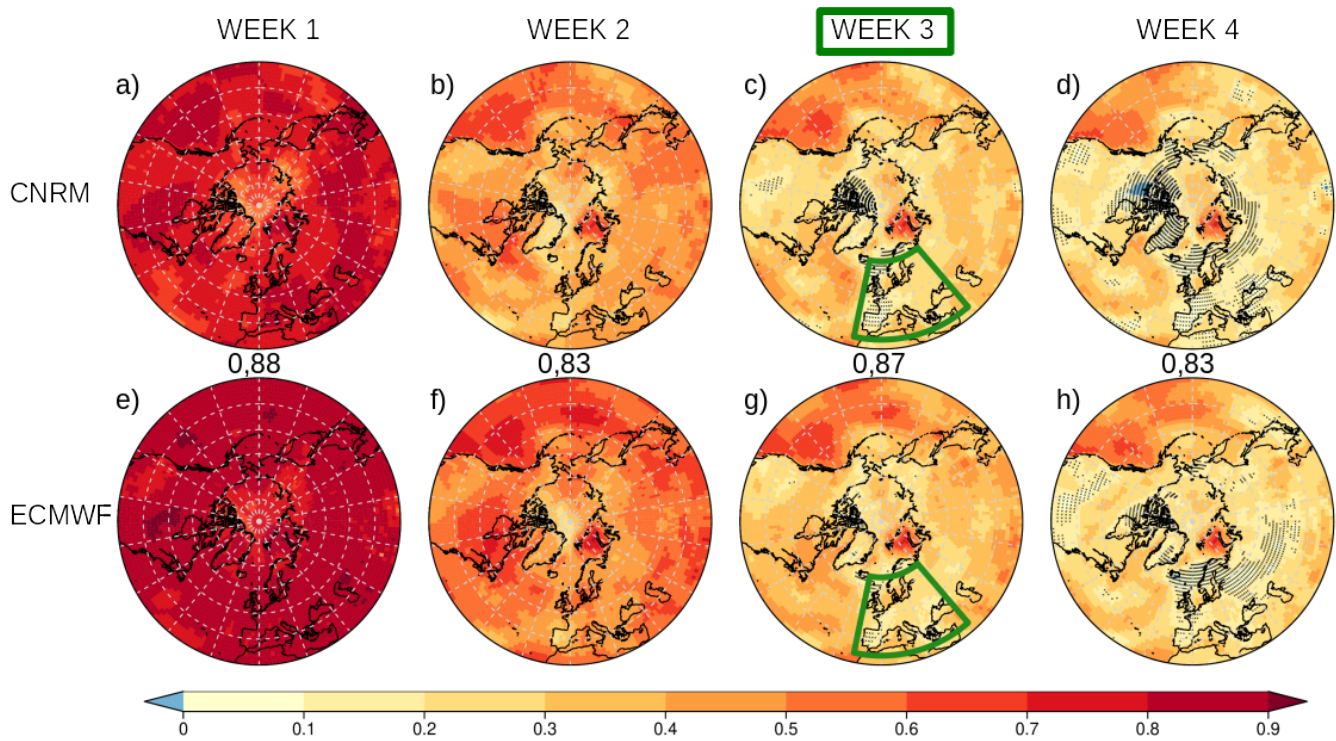 WEEK 1 WEEK 2 WEEK 3 WEEK 4
a) b) c) d)
CNRM
0,88 0,83 0,87 0,83
e) f) g) h)
ECMWF
0 0.1 0.2 0.3 0.4 0.5 0.6 0.7 0.8 0.9